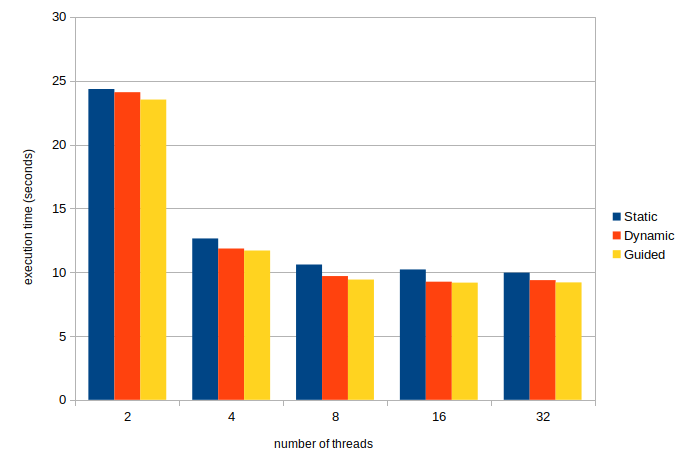 30
25
20
15
10
5
0
execution time (seconds)
2 4 8 16 32
number of threads
Static
Dynamic
Guided